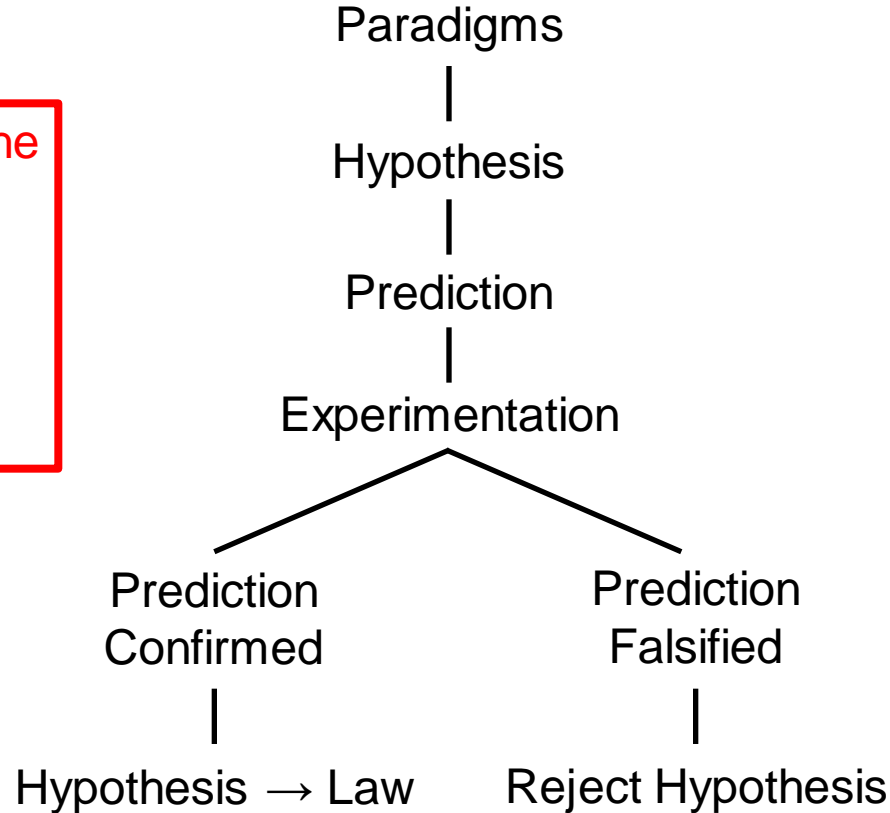 Paradigms
Hypothesis
Prediction
Experimentation
Prediction
Confirmed
Prediction
Falsified
Hypothesis → Law
Reject Hypothesis